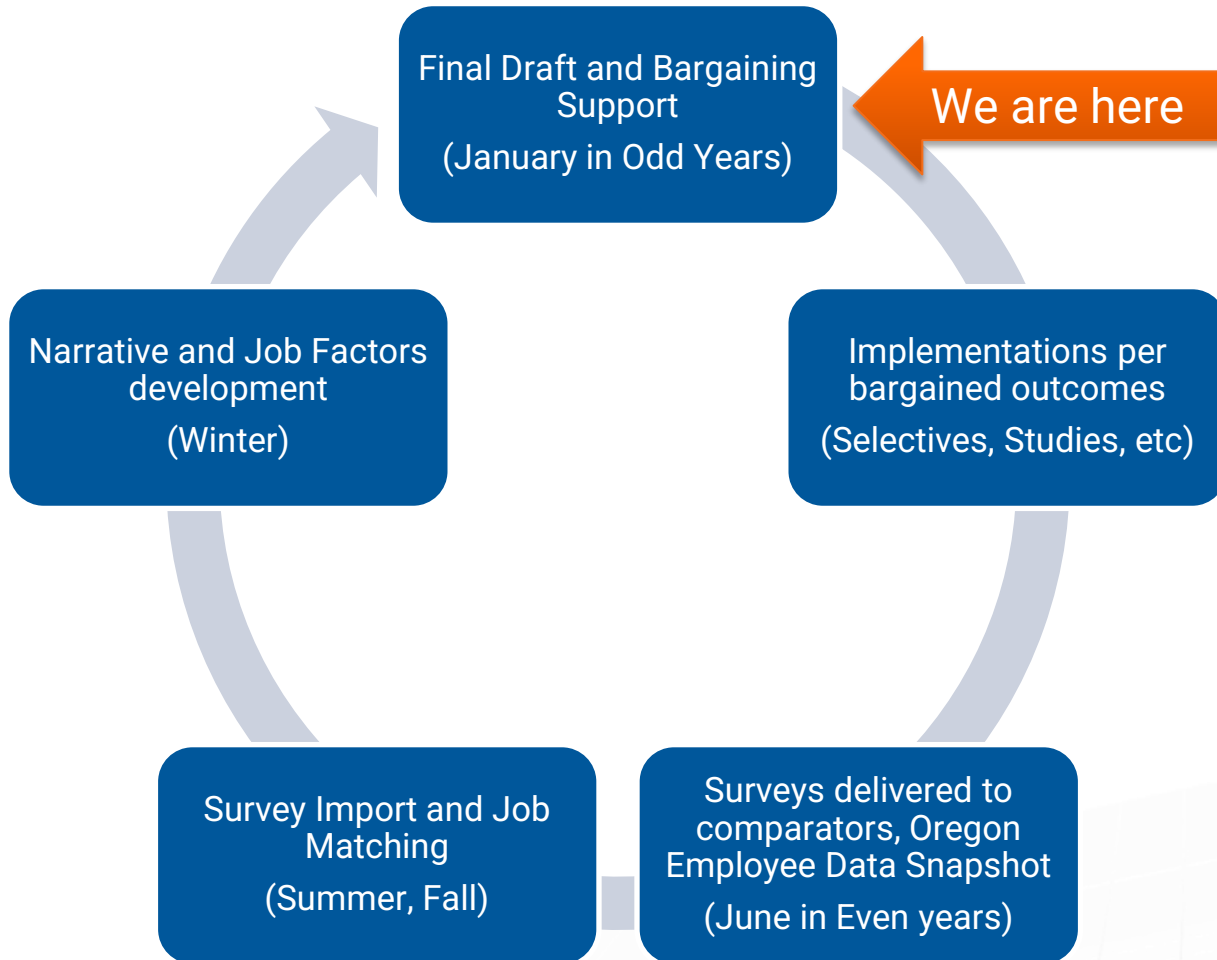 Final Draft and Bargaining
Support
(January in Odd Years)
We are here
Implementations per
bargained outcomes
(Selectives, Studies, etc)
Surveys delivered to
comparators, Oregon
Employee Data Snapshot
(June in Even years)
Survey Import and Job
Matching
(Summer, Fall)
Narrative and Job Factors
development
(Winter)